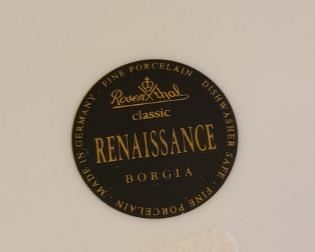 Rosenthal
classic
RENAISSANCE
BORGIA
MADE IN GERMANY · FINE PORCELAIN · DISHWASHER SAFE · FINE PORCELAIN ·